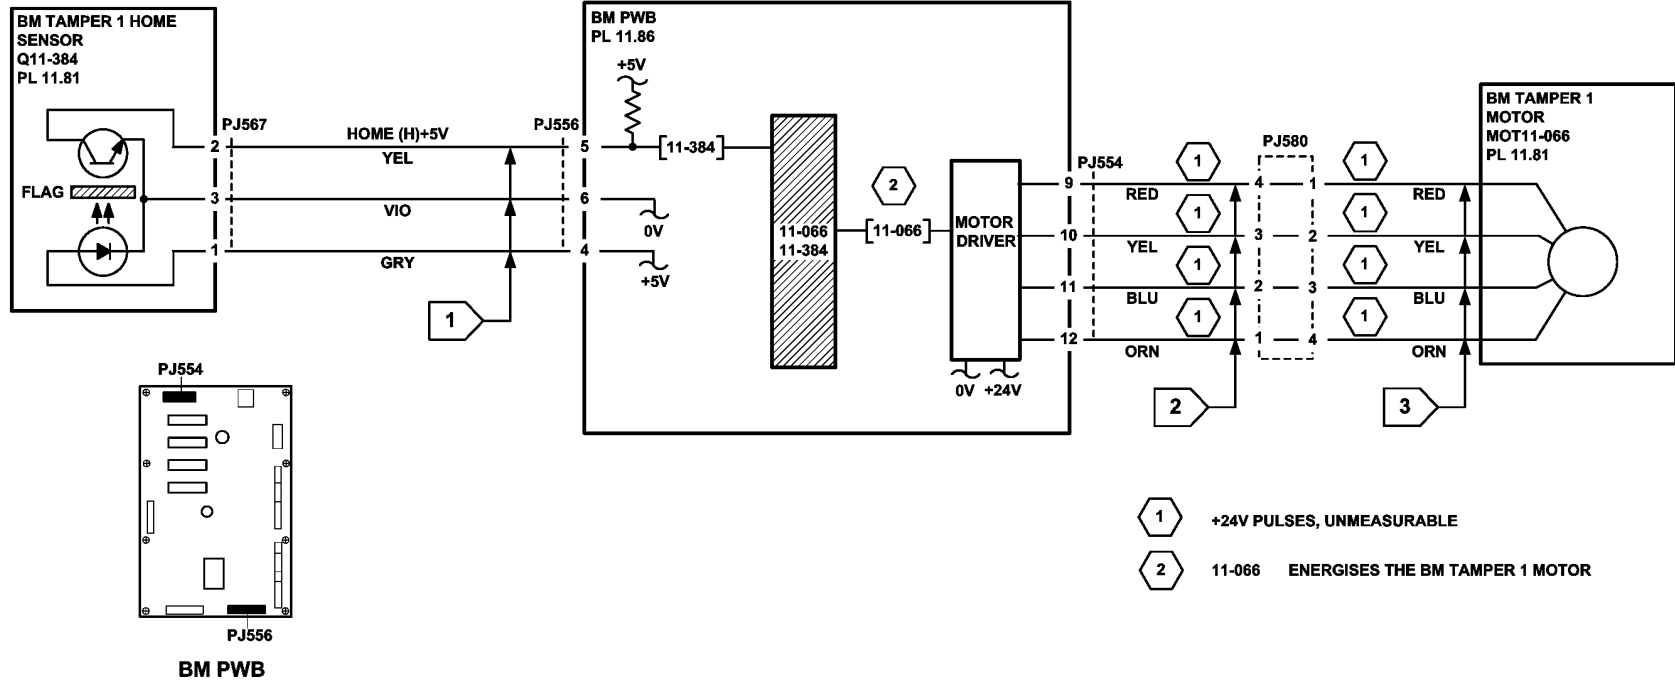 BM TAMPER 1 HOME
SENSOR
Q11-384
PL 11.81
FLAG
2
3
1
PJ567
HOME (H)+5V
YEL
VIO
GRY
1
PJ556
5
6
4
BM PWB
PL 11.86
+5V
[11-384]
0V
+5V
11-066
11-384
2
[11-066]
MOTOR
DRIVER
0V +24V
9
10
11
12
PJ554
RED
YEL
BLU
ORN
1
1
1
1
2
PJ580
4 1
3 2
2 3
1 4
1
1
1
1
RED
YEL
BLU
ORN
3
BM TAMPER 1
MOTOR
MOT11-066
PL 11.81
PJ554
PJ556
BM PWB
1 +24V PULSES, UNMEASURABLE
2 11-066 ENERGISES THE BM TAMPER 1 MOTOR